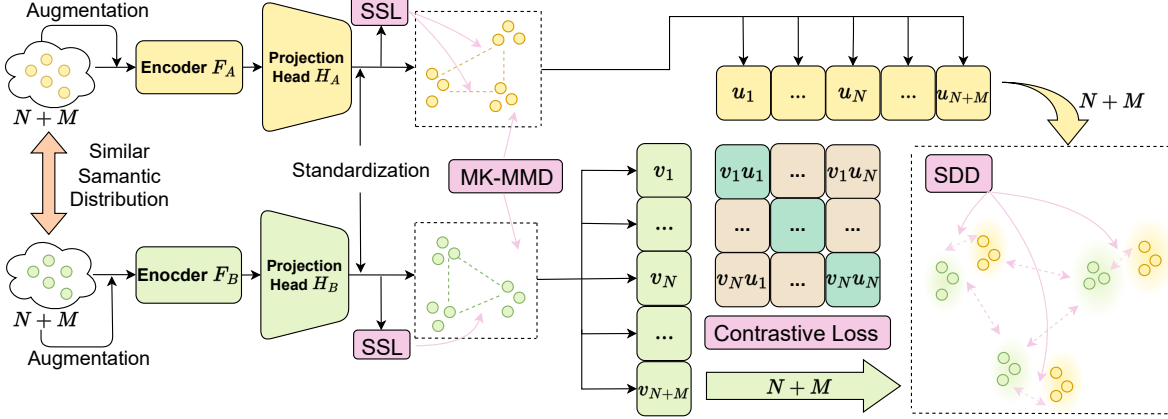 Augmentation
SSL
Encoder F_A
Projection
Head H_A
N + M
u_1
...
u_N
...
u_{N+M}
N + M
Similar
Samantic
Distribution
Standardization
MK-MMD
v_1
...
v_N
...
v_{N+M}
v_1u_1
...
v_1u_N
...
...
...
v_Nu_1
...
v_Nu_N
SDD
Enocder F_B
Projection
Head H_B
N + M
Augmentation
SSL
Contrastive Loss
N + M